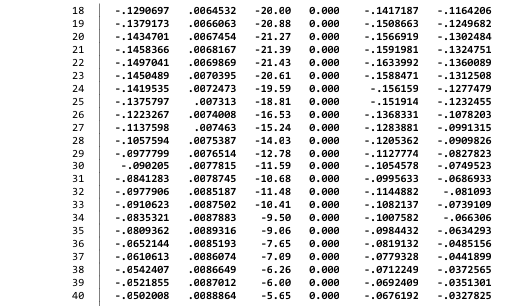 18 -.1290697 .0064532 -20.00 0.000 -.1417187 -.1164206
19 -.1379173 .0066063 -20.88 0.000 -.1508663 -.1249682
20 -.1434701 .0067454 -21.27 0.000 -.1566919 -.1302484
21 -.1458366 .0068167 -21.39 0.000 -.1591981 -.1324751
22 -.1497041 .0069869 -21.43 0.000 -.1633992 -.1360089
23 -.1450489 .0070395 -20.61 0.000 -.1588471 -.1312508
24 -.1419535 .0072473 -19.59 0.000 -.156159 -.1277479
25 -.1375797 .007313 -18.81 0.000 -.151914 -.1232455
26 -.1223267 .0074008 -16.53 0.000 -.1368331 -.1078203
27 -.1137598 .007463 -15.24 0.000 -.1283881 -.0991315
28 -.1057594 .0075387 -14.03 0.000 -.1205362 -.0909826
29 -.0977799 .0076514 -12.78 0.000 -.1127774 -.0827823
30 -.090205 .0077815 -11.59 0.000 -.1054578 -.0749523
31 -.0841283 .0078745 -10.68 0.000 -.0995633 -.0686933
32 -.0977906 .0085187 -11.48 0.000 -.1144882 -.081093
33 -.0910623 .0087502 -10.41 0.000 -.1082137 -.0739109
34 -.0835321 .0087883 -9.50 0.000 -.1007582 -.066306
35 -.0809362 .0089316 -9.06 0.000 -.0984432 -.0634293
36 -.0652144 .0085193 -7.65 0.000 -.0819132 -.0485156
37 -.0610613 .0086074 -7.09 0.000 -.0779328 -.0441899
38 -.0542407 .0086649 -6.26 0.000 -.0712249 -.0372565
39 -.0521855 .0087012 -6.00 0.000 -.0692409 -.0351301
40 -.0502008 .0088864 -5.65 0.000 -.0676192 -.0327825